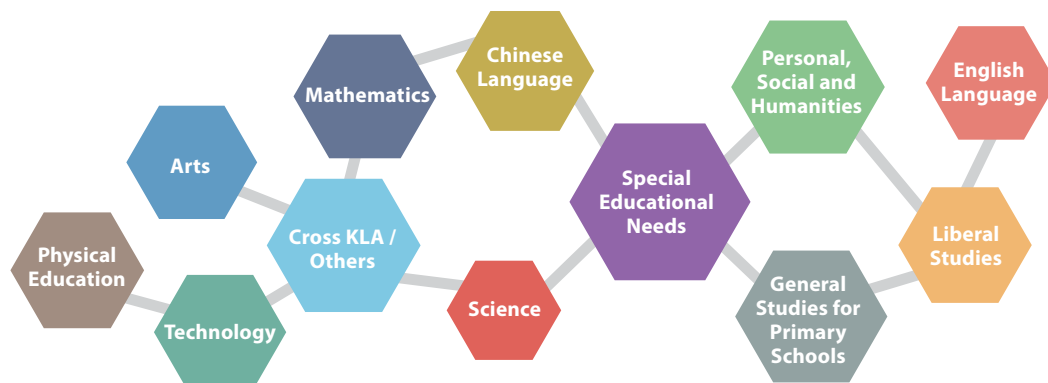 Chinese
Language
Personal,
Social and
Humanities
English
Language
Mathematics
Arts
Special
Educational
Needs
Physical
Education
Cross KLA /
Others
Liberal
Studies
Technology
Science
General
Studies for
Primary
Schools